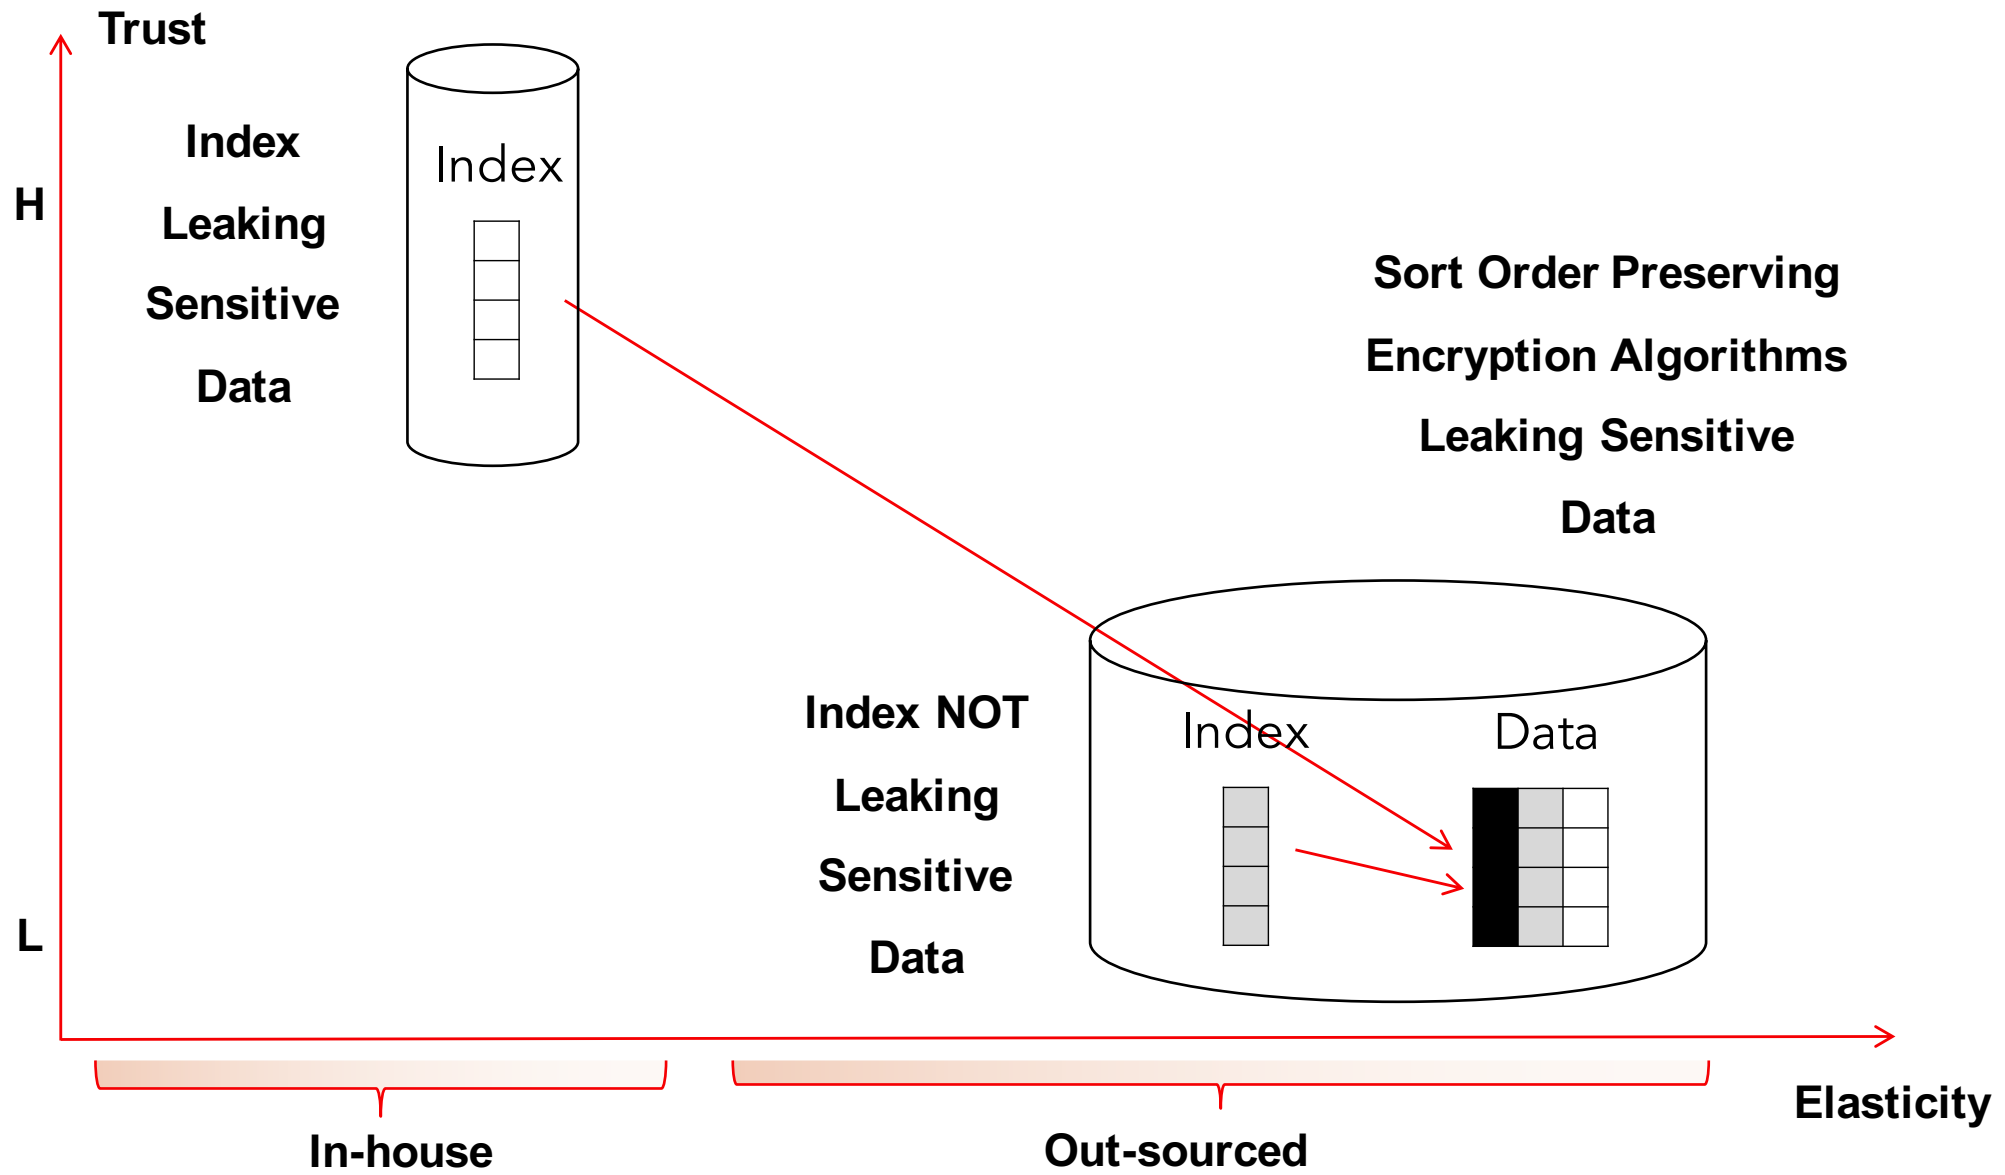 Trust
H
L
Index
Leaking
Sensitive
Data
Index
Sort Order Preserving
Encryption Algorithms
Leaking Sensitive
Data
Index NOT
Leaking
Sensitive
Data
Index
Data
In-house
Out-sourced
Elasticity